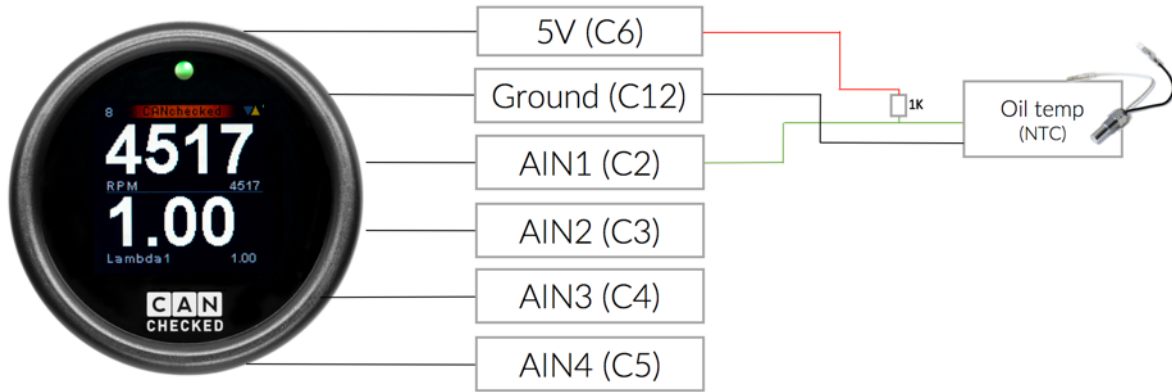 8 CANchecked
4517
RPM 4517
1.00
Lambda1 1.00
CAN
CHECKED
5V (C6)
Ground (C12)
AIN1 (C2)
AIN2 (C3)
AIN3 (C4)
AIN4 (C5)
1K
Oil temp
(NTC)